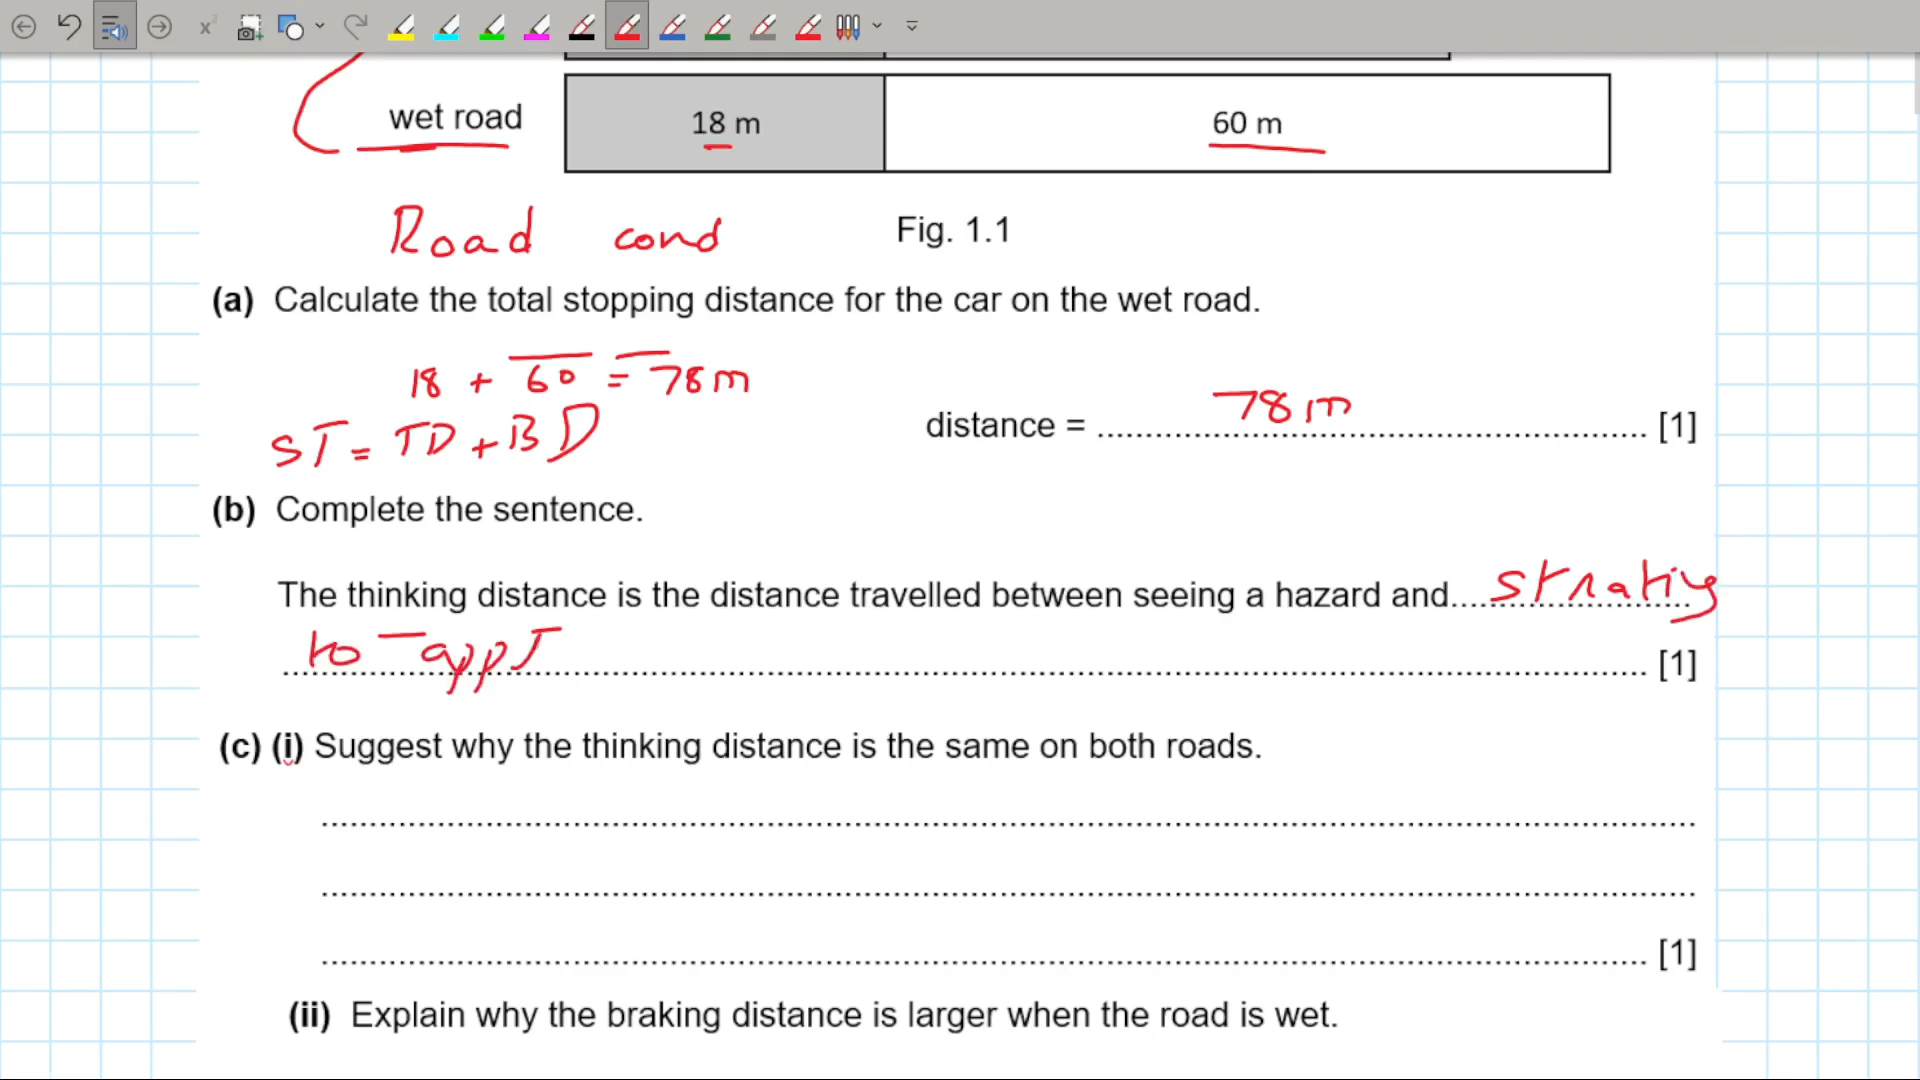 wet road 18 m 60 m
Road cond Fig. 1.1
(a) Calculate the total stopping distance for the car on the wet road.
18 + 60 = 78m
distance = 78m [1]
ST = TD + BD
(b) Complete the sentence.
The thinking distance is the distance travelled between seeing a hazard and
to app [1]
(c) (i) Suggest why the thinking distance is the same on both roads.
[1]
(ii) Explain why the braking distance is larger when the road is wet.